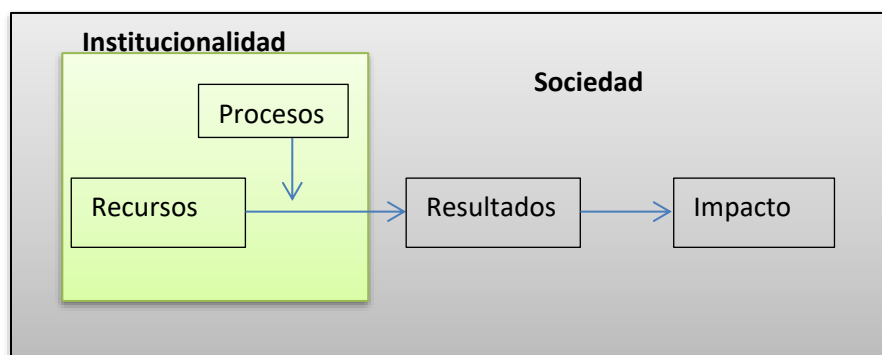 Institucionalidad
Sociedad
Procesos
Recursos
Resultados
Impacto